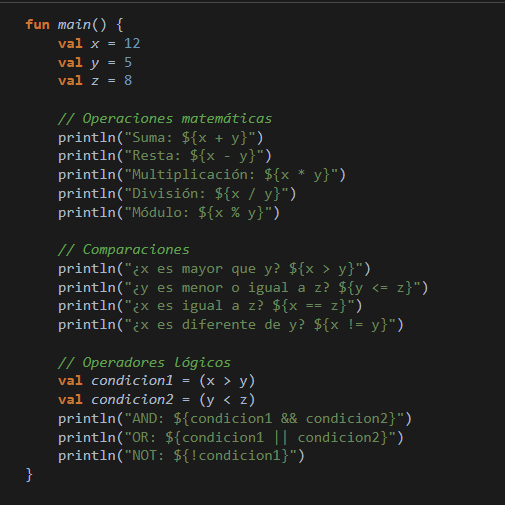 fun main() {
    val x = 12
    val y = 5
    val z = 8

    // Operaciones matemáticas
    println("Suma: ${x + y}")
    println("Resta: ${x - y}")
    println("Multiplicación: ${x * y}")
    println("División: ${x / y}")
    println("Módulo: ${x % y}")

    // Comparaciones
    println("¿x es mayor que y? ${x > y}")
    println("¿y es menor o igual a z? ${y <= z}")
    println("¿x es igual a z? ${x == z}")
    println("¿x es diferente de y? ${x != y}")

    // Operadores lógicos
    val condicion1 = (x > y)
    val condicion2 = (y < z)
    println("AND: ${condicion1 && condicion2}")
    println("OR: ${condicion1 || condicion2}")
    println("NOT: ${!condicion1}")
}